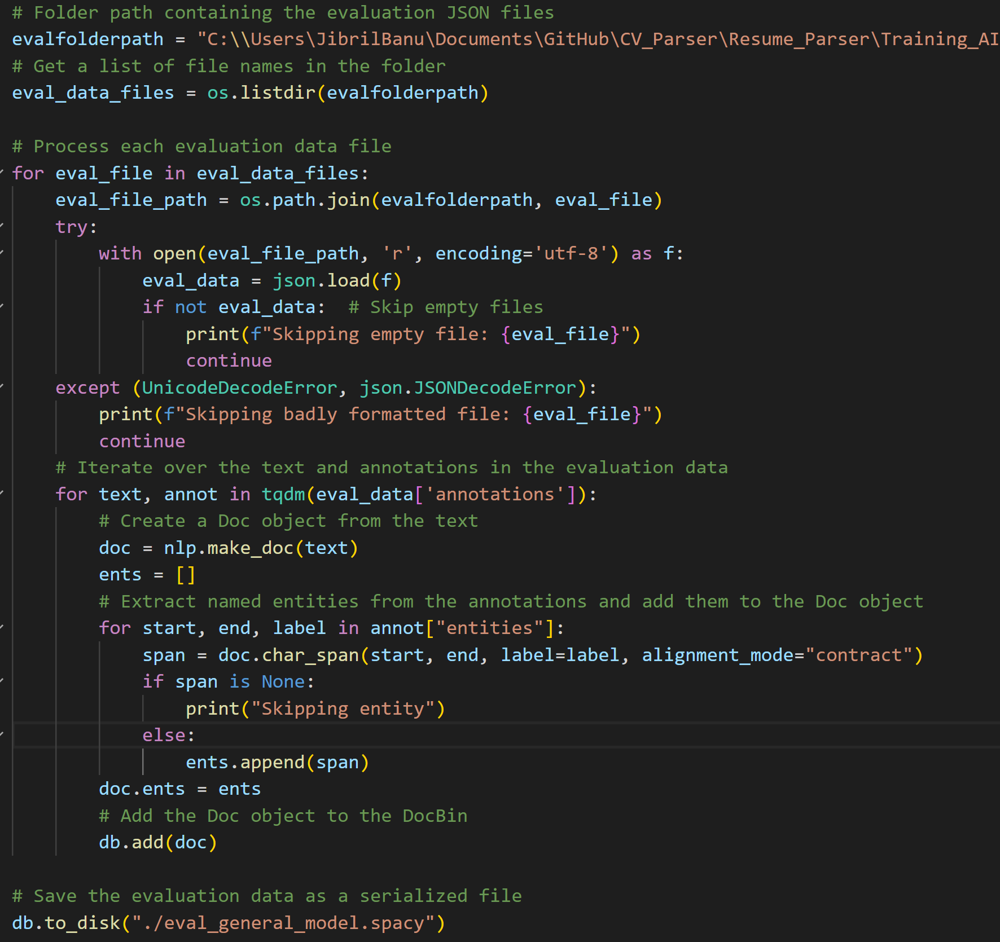 # Folder path containing the evaluation JSON files
evalfolderpath = "C:\\Users\JibrilBanu\Documents\GitHub\CV_Parser\Resume_Parser\Training_AI
# Get a list of file names in the folder
eval_data_files = os.listdir(evalfolderpath)

# Process each evaluation data file
for eval_file in eval_data_files:
    eval_file_path = os.path.join(evalfolderpath, eval_file)
    try:
        with open(eval_file_path, 'r', encoding='utf-8') as f:
            eval_data = json.load(f)
            if not eval_data:  # Skip empty files
                print(f"Skipping empty file: {eval_file}")
                continue
    except (UnicodeDecodeError, json.JSONDecodeError):
        print(f"Skipping badly formatted file: {eval_file}")
        continue
    # Iterate over the text and annotations in the evaluation data
    for text, annot in tqdm(eval_data['annotations']):
        # Create a Doc object from the text
        doc = nlp.make_doc(text)
        ents = []
        # Extract named entities from the annotations and add them to the Doc object
        for start, end, label in annot["entities"]:
            span = doc.char_span(start, end, label=label, alignment_mode="contract")
            if span is None:
                print("Skipping entity")
            else:
                ents.append(span)
        doc.ents = ents
        # Add the Doc object to the DocBin
        db.add(doc)

# Save the evaluation data as a serialized file
db.to_disk("./eval_general_model.spacy")